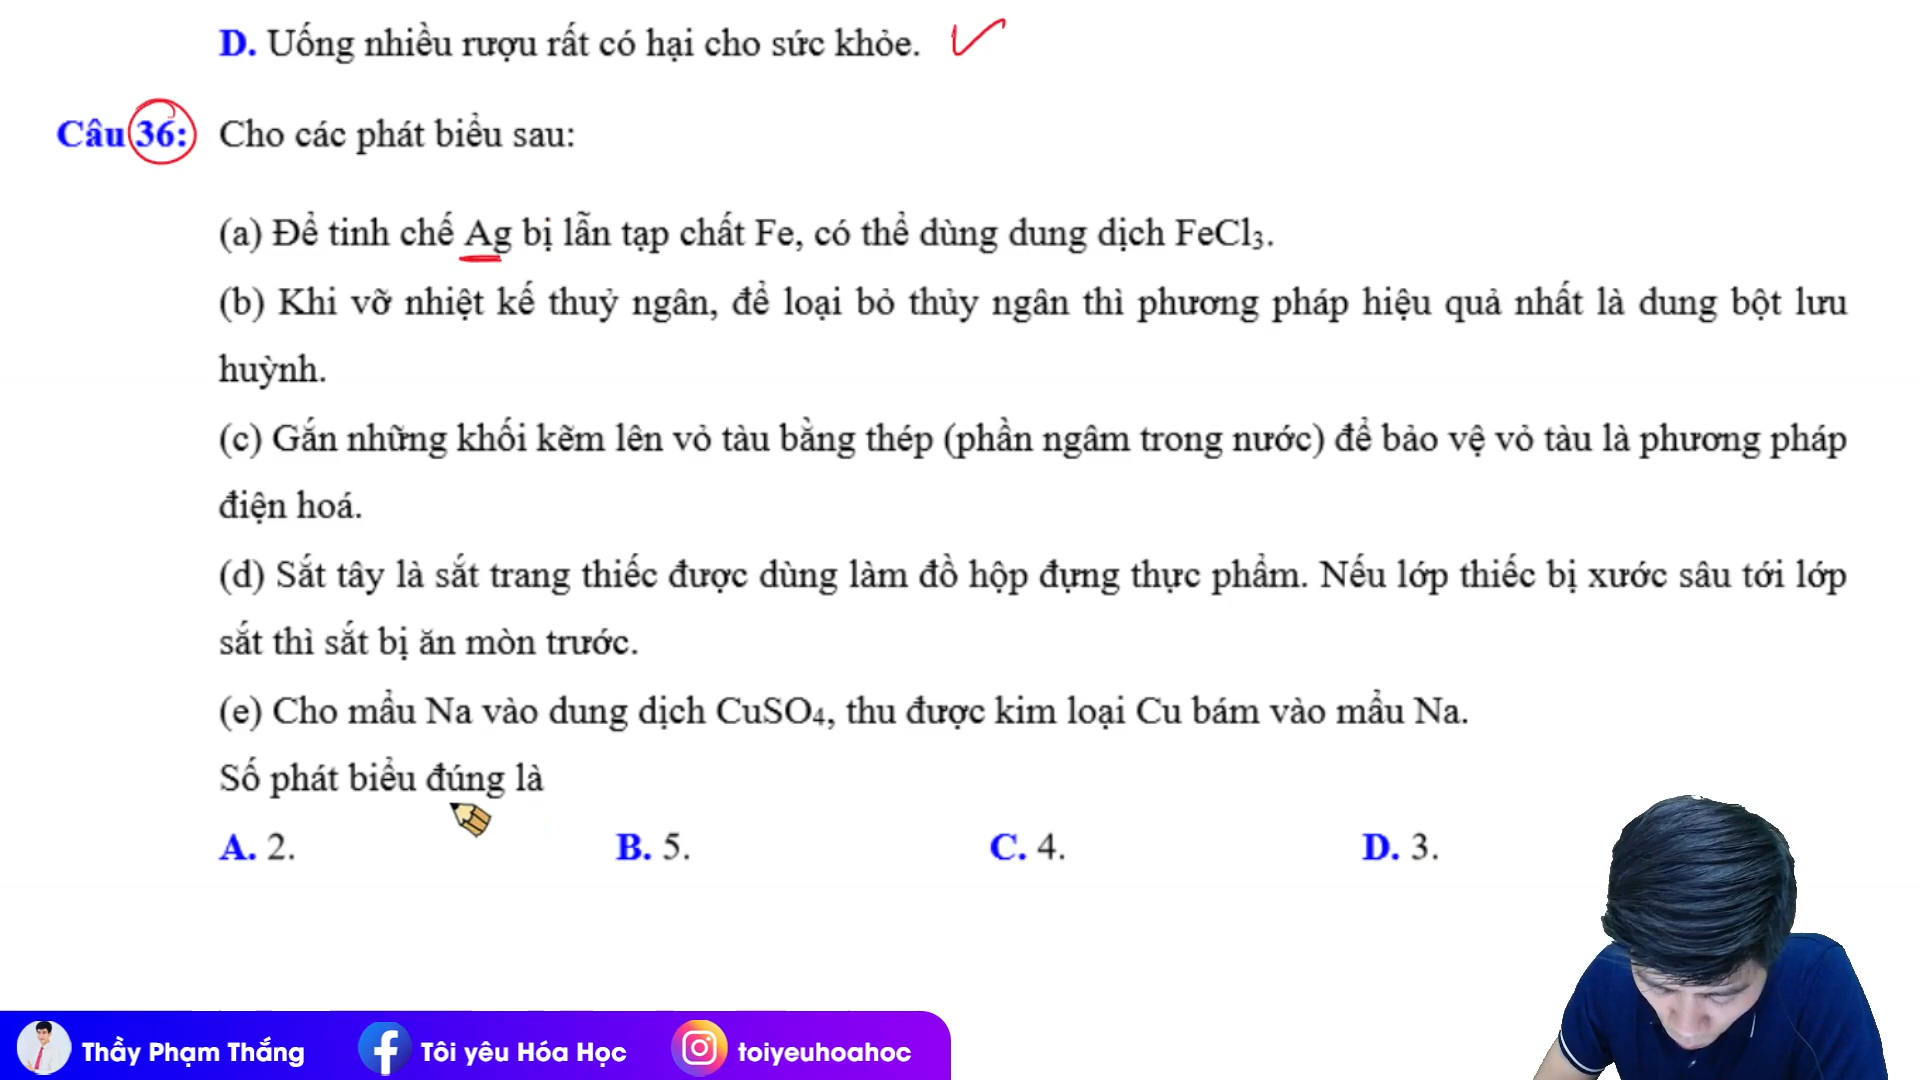 D. Uống nhiều rượu rất có hại cho sức khỏe.
Câu 36: Cho các phát biểu sau:
(a) Để tinh chế Ag bị lẫn tạp chất Fe, có thể dùng dung dịch FeCl₃.
(b) Khi vỡ nhiệt kế thuỷ ngân, để loại bỏ thủy ngân thì phương pháp hiệu quả nhất là dung bột lưu
huỳnh.
(c) Gắn những khối kẽm lên vỏ tàu bằng thép (phần ngâm trong nước) để bảo vệ vỏ tàu là phương pháp
điện hoá.
(d) Sắt tây là sắt trang thiếc được dùng làm đồ hộp đựng thực phẩm. Nếu lớp thiếc bị xước sâu tới lớp
sắt thì sắt bị ăn mòn trước.
(e) Cho mẩu Na vào dung dịch CuSO₄, thu được kim loại Cu bám vào mẩu Na.
Số phát biểu đúng là
A. 2. B. 5. C. 4. D. 3.
Thầy Phạm Thắng Tôi yêu Hóa Học toiyeuhoahoc